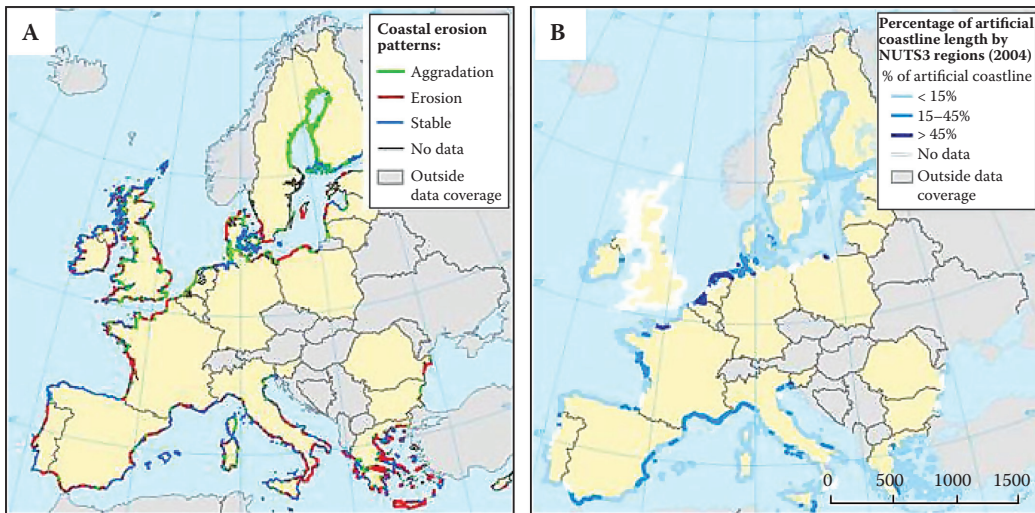 A
Coastal erosion
patterns:
Aggradation
Erosion
Stable
No data
Outside
data coverage
B
Percentage of artificial
coastline length by
NUTS3 regions (2004)
% of artificial coastline
< 15%
15–45%
> 45%
No data
Outside data
coverage
0 500 1000 1500